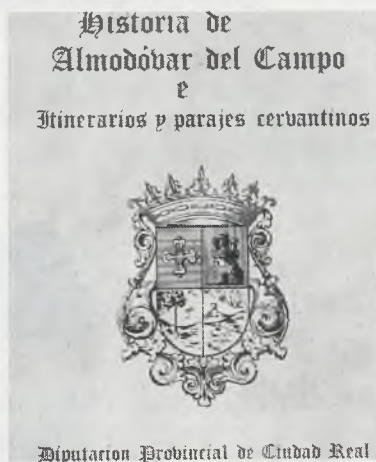 Historia de
Almodóvar del Campo
e
Itinerarios y parajes cervantinos
Diputacion Provincial de Ciudad Real